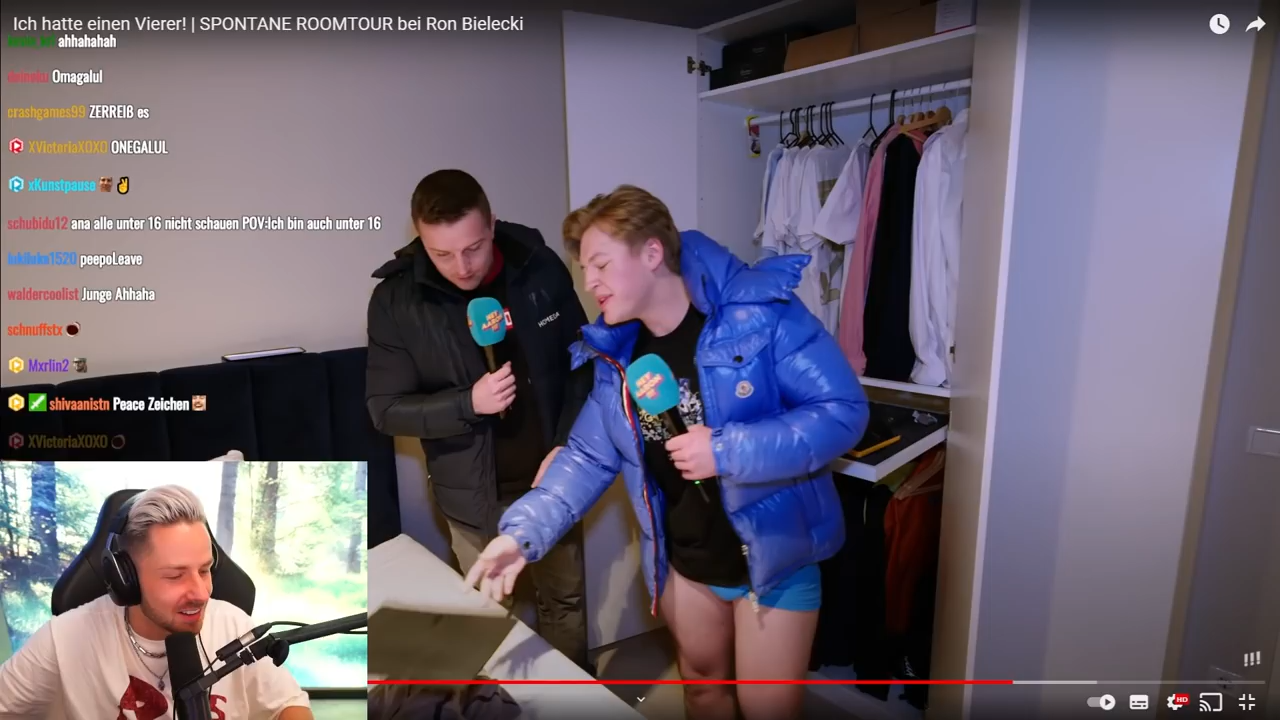 Ich hatte einen Vierer! | SPONTANE ROOMTOUR bei Ron Bielecki
ahhahahah
Omagalul
crashgames99 ZERREIß es
XVictoriaXOXO ONEGALUL
xKunstpause
schubidu12 ana alle unter 16 nicht schauen POV:Ich bin auch unter 16
peepoLeave
waldercoolist Junge Ahhaha
schnuffstx
Mxrlin2
shivaanistn Peace Zeichen
XVictoriaXOXO
HD